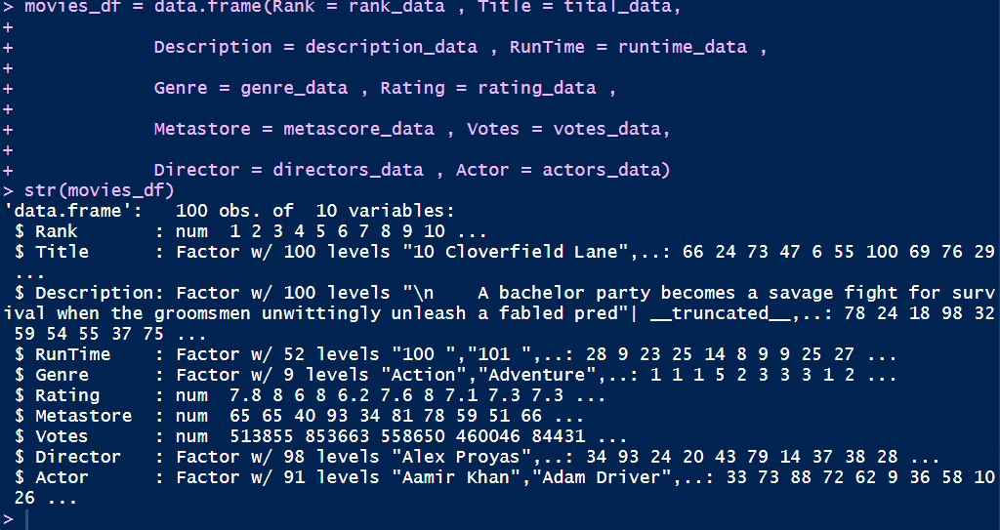 > movies_df = data.frame(Rank = rank_data , Title = tital_data,
+
+             Description = description_data , RunTime = runtime_data ,
+
+             Genre = genre_data , Rating = rating_data ,
+
+             Metastore = metascore_data , Votes = votes_data,
+
+             Director = directors_data , Actor = actors_data)
> str(movies_df)
'data.frame':   100 obs. of  10 variables:
 $ Rank       : num  1 2 3 4 5 6 7 8 9 10 ...
 $ Title      : Factor w/ 100 levels "10 Cloverfield Lane",..: 66 24 73 47 6 55 100 69 76 29
 ...
 $ Description: Factor w/ 100 levels "\n    A bachelor party becomes a savage fight for surv
ival when the groomsmen unwittingly unleash a fabled pred"| __truncated__,..: 78 24 18 98 32
 59 54 55 37 75 ...
 $ RunTime    : Factor w/ 52 levels "100 ","101 ",..: 28 9 23 25 14 8 9 9 25 27 ...
 $ Genre      : Factor w/ 9 levels "Action","Adventure",..: 1 1 1 5 2 3 3 3 1 2 ...
 $ Rating     : num  7.8 8 6 8 6.2 7.6 8 7.1 7.3 7.3 ...
 $ Metastore  : num  65 65 40 93 34 81 78 59 51 66 ...
 $ Votes      : num  513855 853663 558650 460046 84431 ...
 $ Director   : Factor w/ 98 levels "Alex Proyas",..: 34 93 24 20 43 79 14 37 38 28 ...
 $ Actor      : Factor w/ 91 levels "Aamir Khan","Adam Driver",..: 33 73 88 72 62 9 36 58 10
 26 ...
>